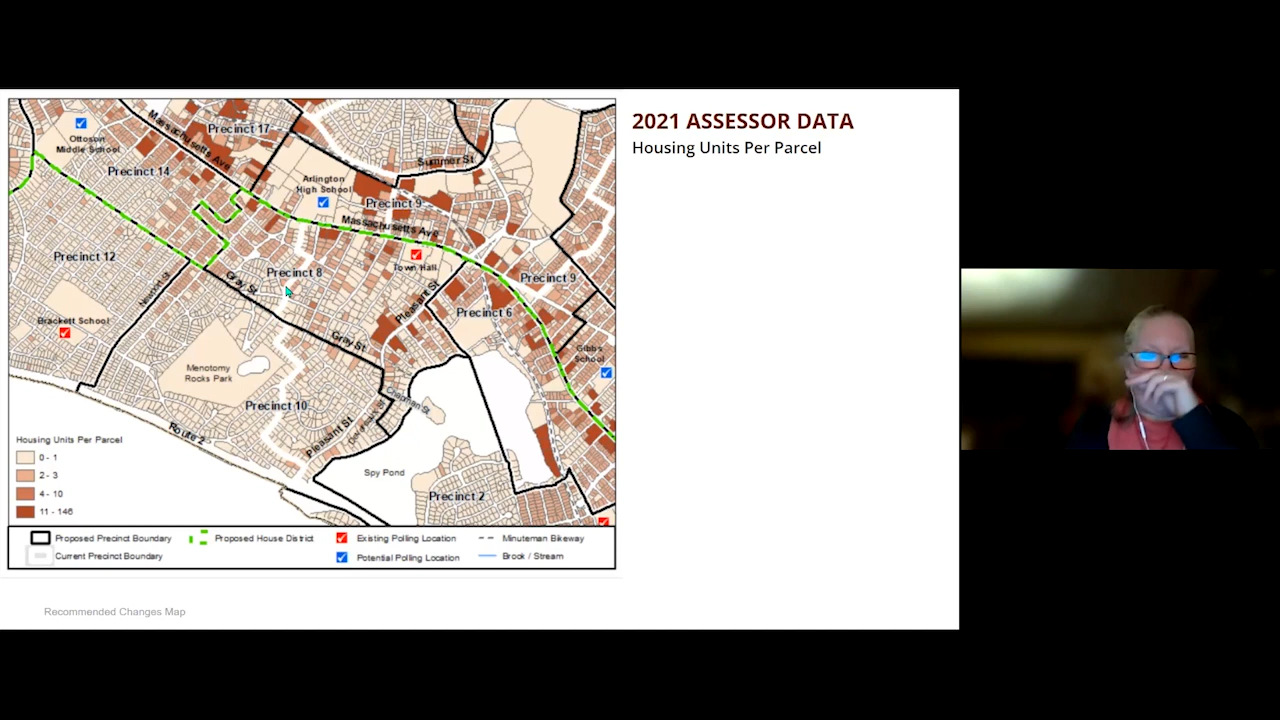 2021 ASSESSOR DATA
Housing Units Per Parcel
Massachusetts Ave
Precinct 17
Ottoson
Middle School
Precinct 14
Summer St
Arlington
High School
Precinct 9
Massachusetts Ave
Town Hall
Precinct 12
Precinct 8
Precinct 9
Newport St
Gray St
Pleasant St
Precinct 6
Brackett School
Gray St
Gibbs
School
Menotomy
Rocks Park
Chapman St
Precinct 10
Pleasant St
Route 2
Housing Units Per Parcel
0 - 1
2 - 3
4 - 10
11 - 146
Spy Pond
Precinct 2
Proposed Precinct Boundary
Proposed House District
Existing Polling Location
Minuteman Bikeway
Current Precinct Boundary
Potential Polling Location
Brook / Stream
Recommended Changes Map